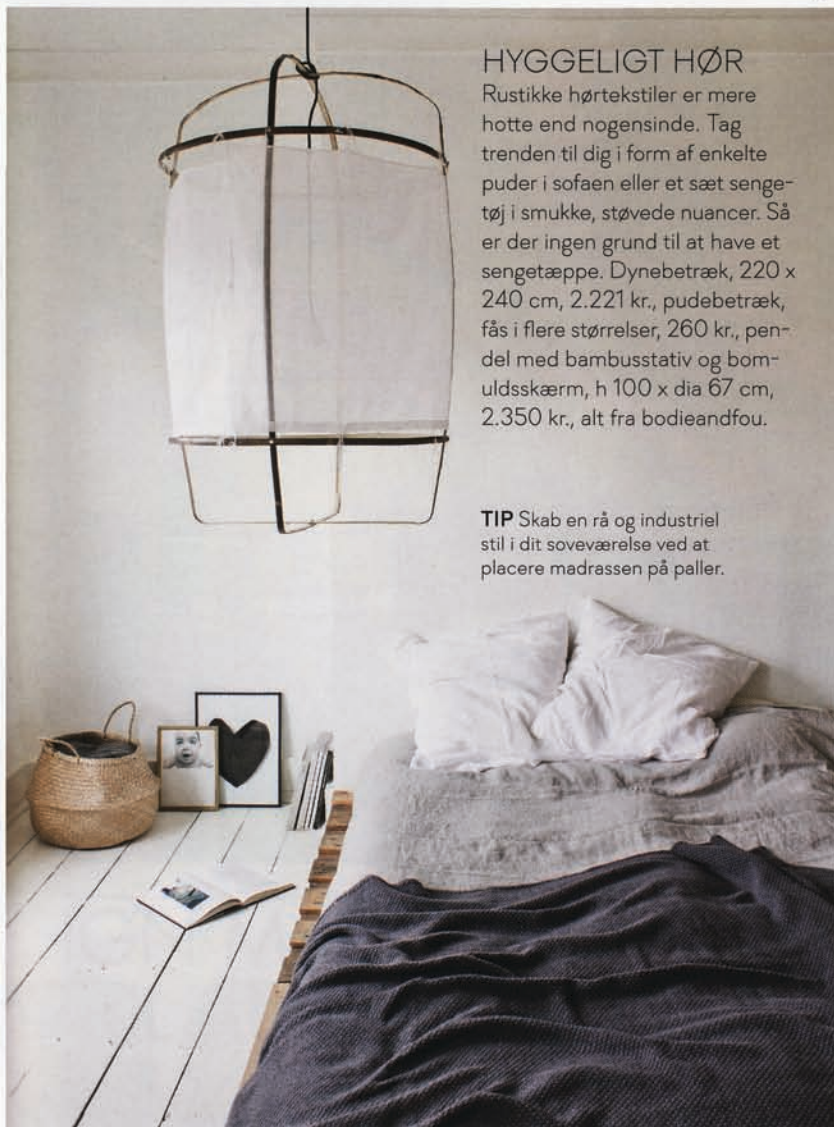 HYGGELIGT HØR
Rustikke hørtekstiler er mere
hotte end nogensinde. Tag
trenden til dig i form af enkelte
puder i sofaen eller et sæt senge-
tøj i smukke, støvede nuancer. Så
er der ingen grund til at have et
sengetæppe. Dynebetræk, 220 x
240 cm, 2.221 kr., pudebetræk,
fås i flere størrelser, 260 kr., pen-
del med bambusstativ og bom-
uldsskærm, h 100 x dia 67 cm,
2.350 kr., alt fra bodieandfou.
TIP Skab en rå og industriel
stil i dit soveværelse ved at
placere madrassen på paller.